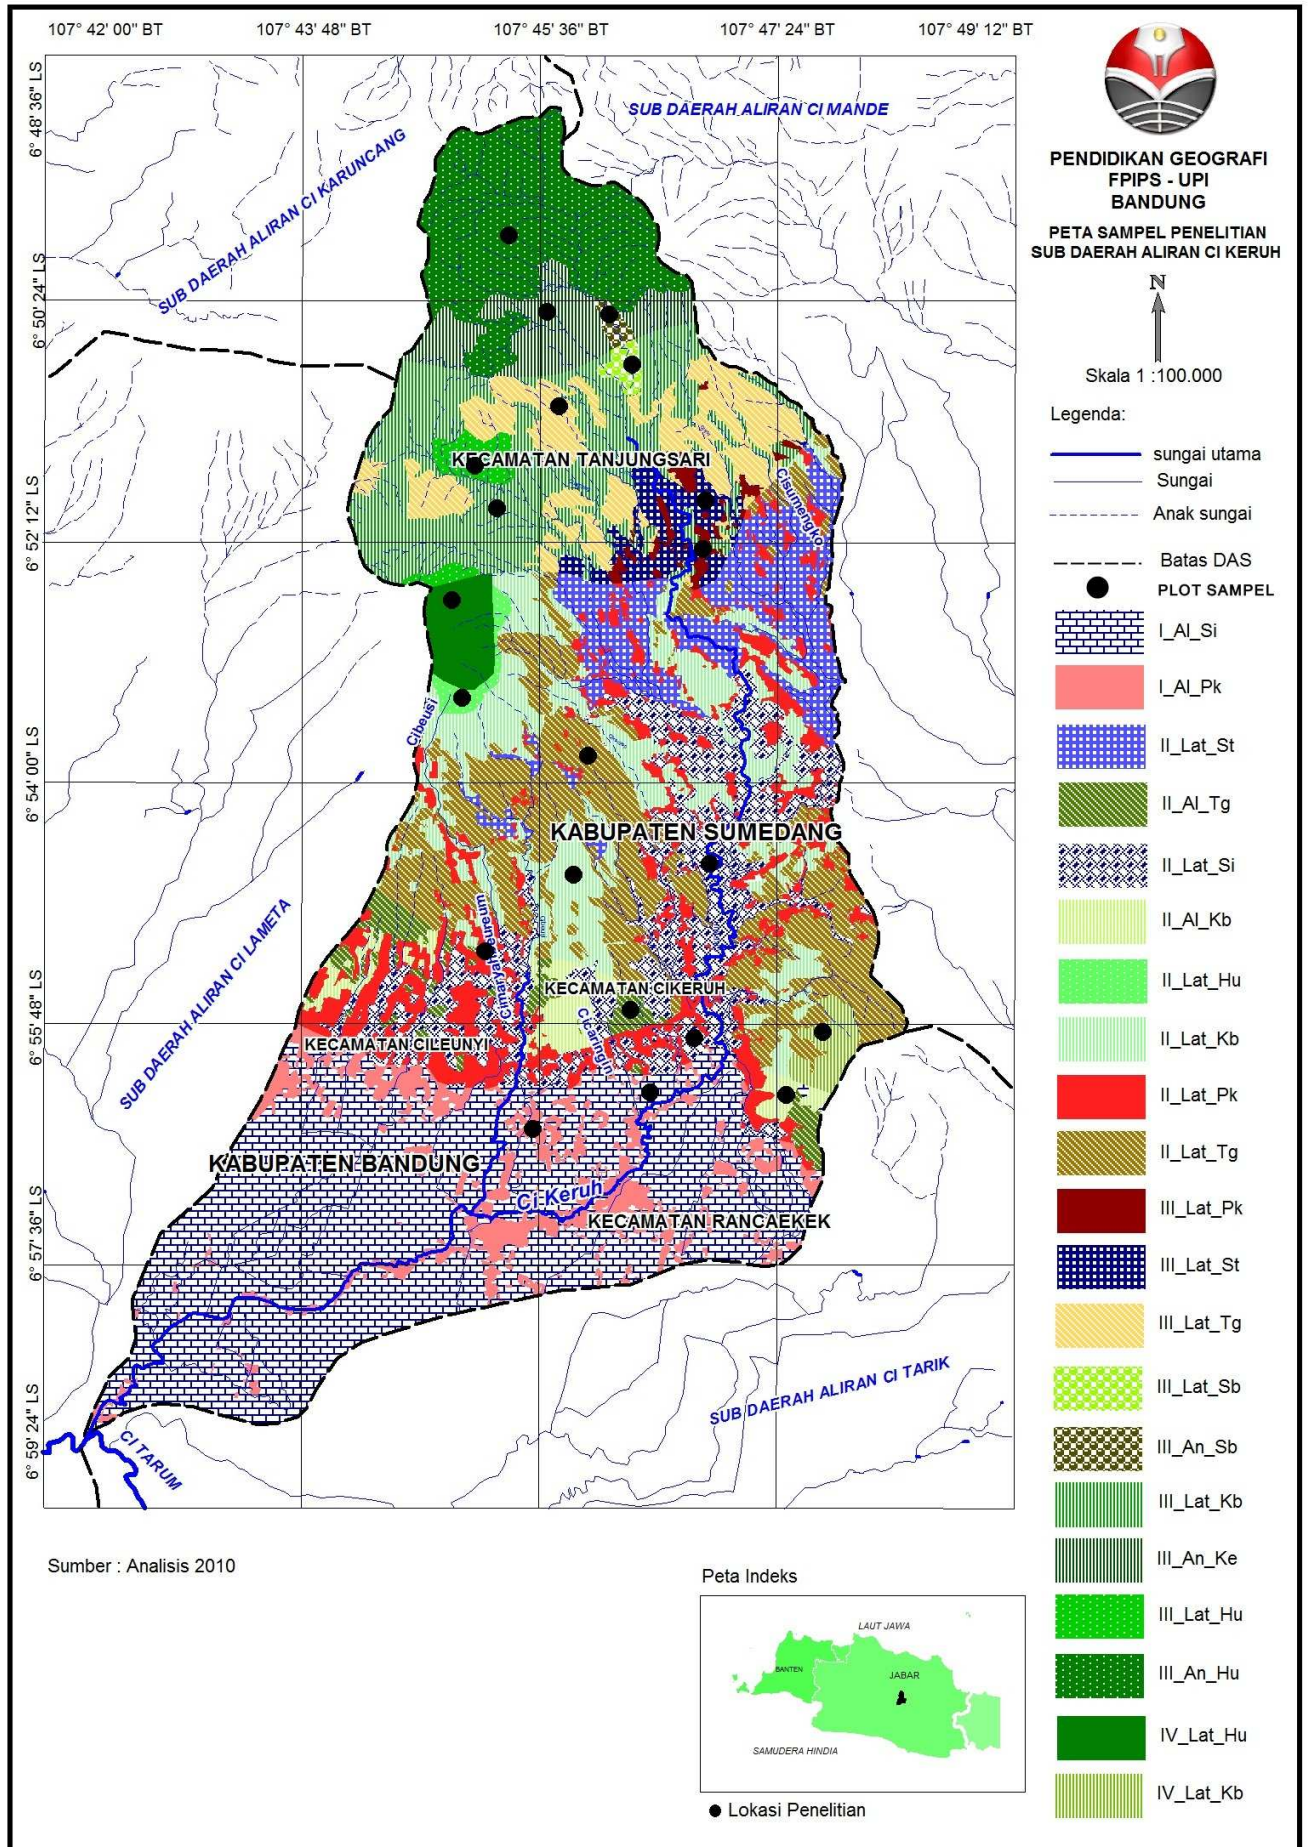 107° 42' 00" BT
107° 43' 48" BT
107° 45' 36" BT
107° 47' 24" BT
107° 49' 12" BT
6° 48' 36" LS
6° 50' 24" LS
6° 52' 12" LS
6° 54' 00" LS
6° 55' 48" LS
6° 57' 36" LS
6° 59' 24" LS
SUB DAERAH ALIRAN CI MANDE
SUB DAERAH ALIRAN CI KARUNCANG
KECAMATAN TANJUNGSARI
Cisumengko
Cibeusi
KABUPATEN SUMEDANG
SUB DAERAH ALIRAN CI LAMETA
KECAMATAN CIKERUH
Cicaringin
KECAMATAN CILEUNYI
KABUPATEN BANDUNG
Ci Keruh
KECAMATAN RANCAEKEK
SUB DAERAH ALIRAN CI TARIK
CI TARUM
PENDIDIKAN GEOGRAFI
FPIPS - UPI
BANDUNG
PETA SAMPEL PENELITIAN
SUB DAERAH ALIRAN CI KERUH
N
Skala 1 :100.000
Legenda:
sungai utama
Sungai
Anak sungai
Batas DAS
PLOT SAMPEL
I_Al_Si
I_Al_Pk
II_Lat_St
II_Al_Tg
II_Lat_Si
II_Al_Kb
II_Lat_Hu
II_Lat_Kb
II_Lat_Pk
II_Lat_Tg
III_Lat_Pk
III_Lat_St
III_Lat_Tg
III_Lat_Sb
III_An_Sb
III_Lat_Kb
III_An_Ke
III_Lat_Hu
III_An_Hu
IV_Lat_Hu
IV_Lat_Kb
Sumber : Analisis 2010
Peta Indeks
LAUT JAWA
BANTEN
JABAR
SAMUDERA HINDIA
Lokasi Penelitian